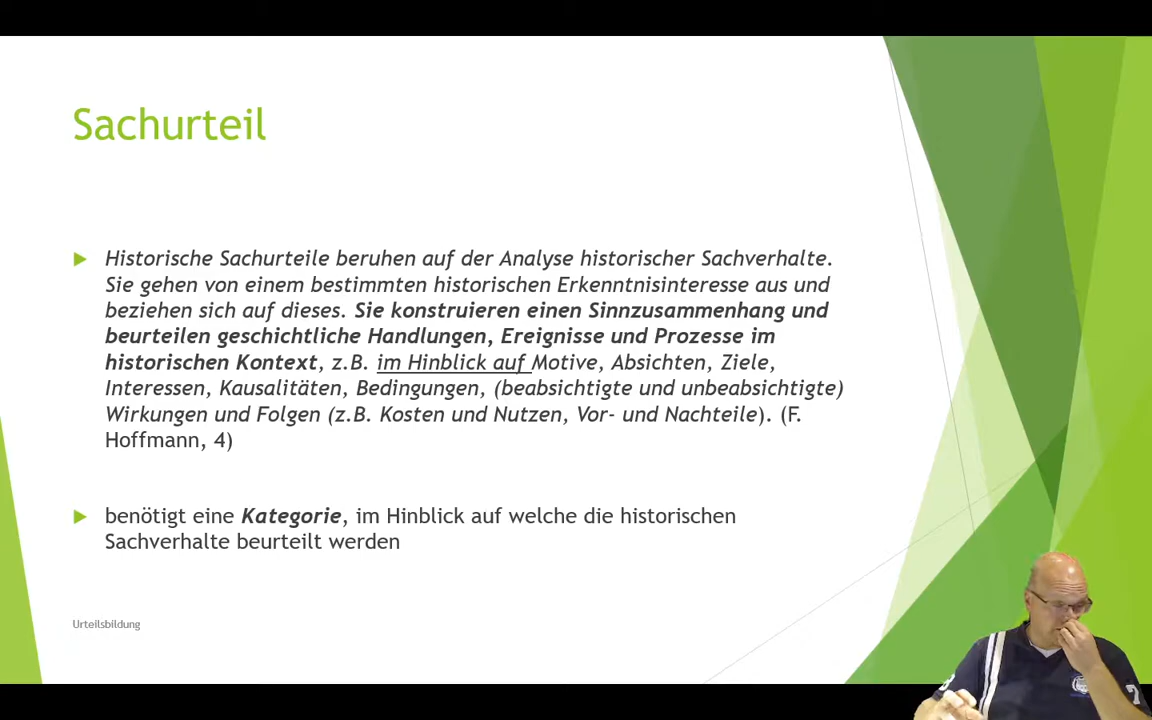 Sachurteil
Historische Sachurteile beruhen auf der Analyse historischer Sachverhalte.
Sie gehen von einem bestimmten historischen Erkenntnisinteresse aus und
beziehen sich auf dieses. Sie konstruieren einen Sinnzusammenhang und
beurteilen geschichtliche Handlungen, Ereignisse und Prozesse im
historischen Kontext, z.B. im Hinblick auf Motive, Absichten, Ziele,
Interessen, Kausalitäten, Bedingungen, (beabsichtigte und unbeabsichtigte)
Wirkungen und Folgen (z.B. Kosten und Nutzen, Vor- und Nachteile). (F.
Hoffmann, 4)
benötigt eine Kategorie, im Hinblick auf welche die historischen
Sachverhalte beurteilt werden
Urteilsbildung